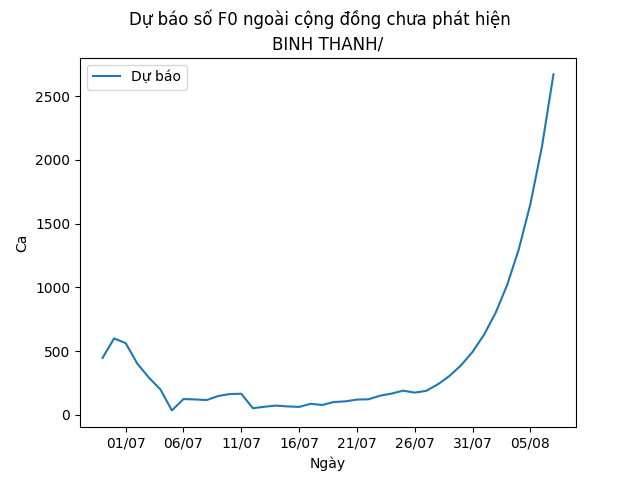 Dự báo số F0 ngoài cộng đồng chưa phát hiện
BINH THANH/
Dự báo
2500
2000
1500
1000
500
0
Ca
01/07 06/07 11/07 16/07 21/07 26/07 31/07 05/08
Ngày